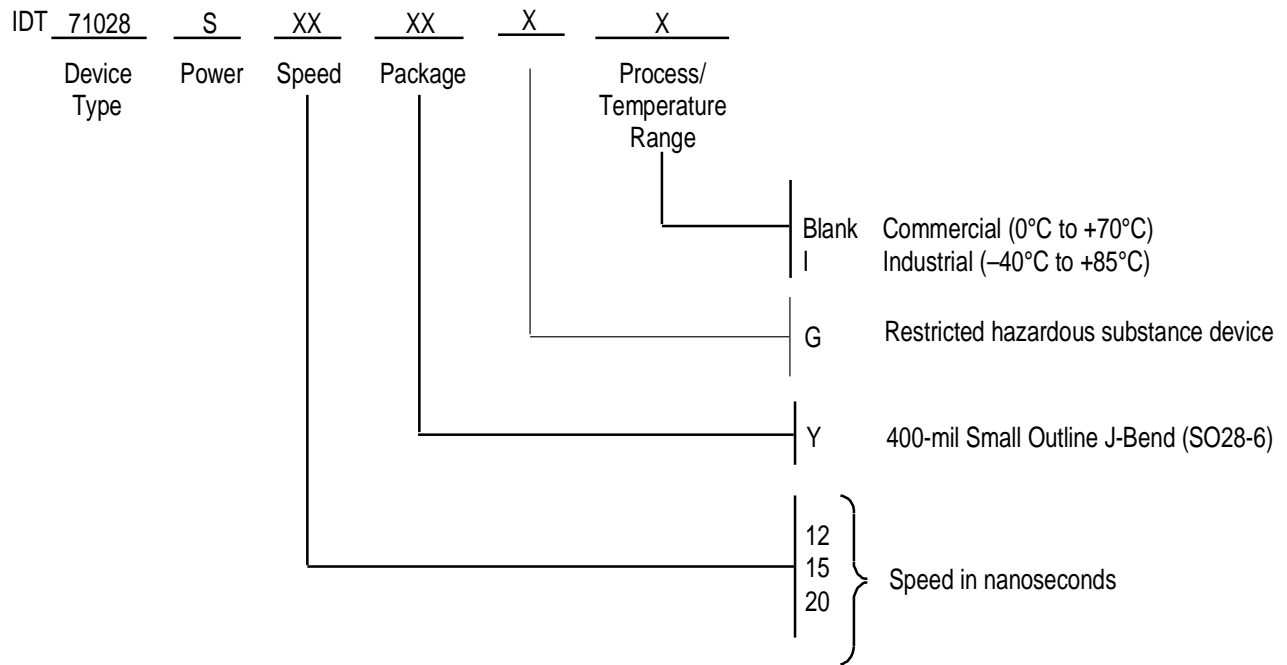 IDT 71028 S XX XX X X
Device Type Power Speed Package Process/ Temperature Range
Blank Commercial (0°C to +70°C)
I Industrial (–40°C to +85°C)
G Restricted hazardous substance device
Y 400-mil Small Outline J-Bend (SO28-6)
12
15
20
Speed in nanoseconds